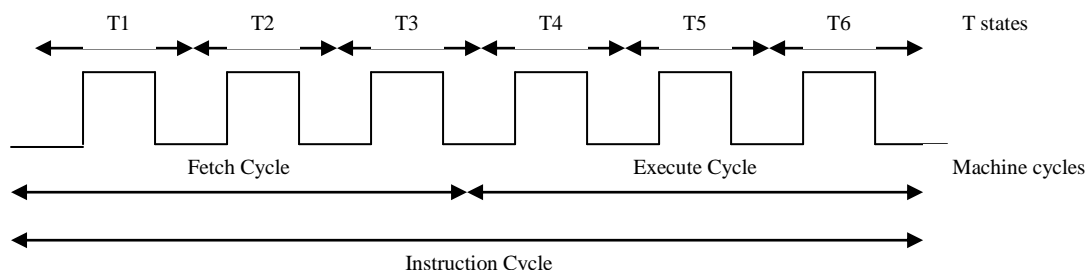 T1 T2 T3 T4 T5 T6 T states
Fetch Cycle Execute Cycle Machine cycles
Instruction Cycle